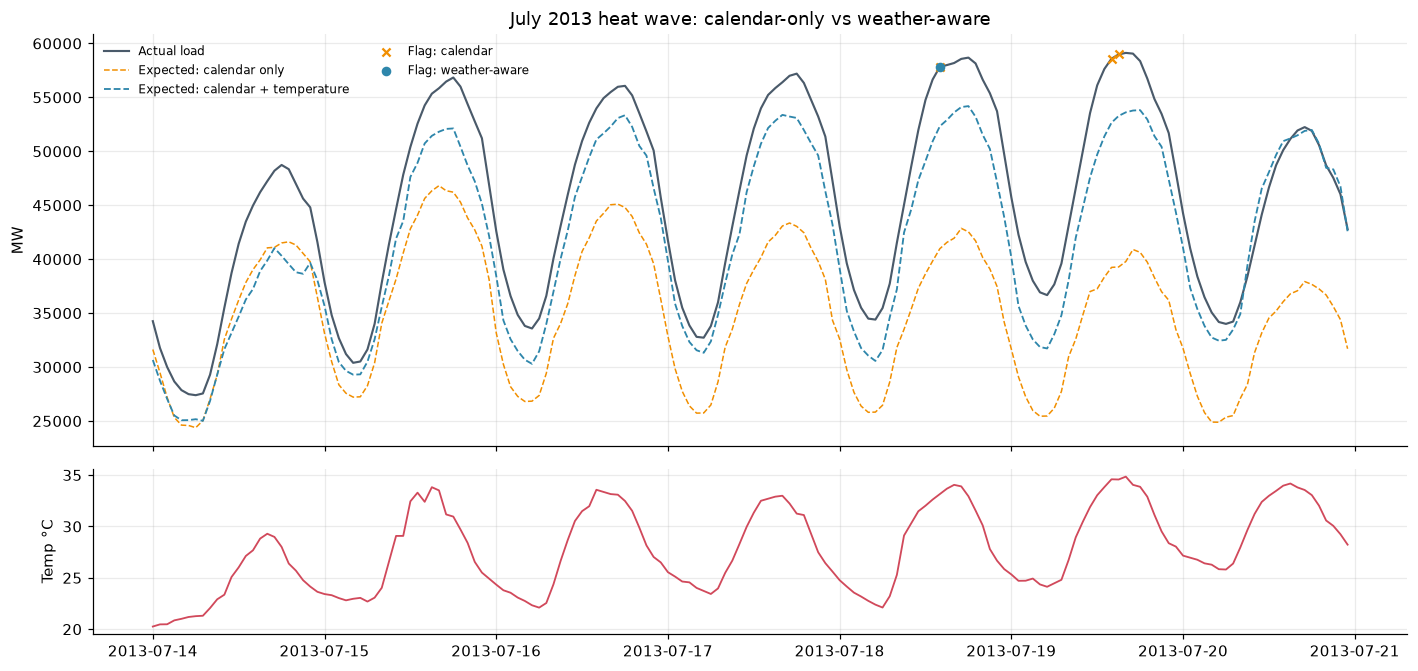 July 2013 heat wave: calendar-only vs weather-aware
Actual load
Expected: calendar only
Expected: calendar + temperature
Flag: calendar
Flag: weather-aware
MW
60000
55000
50000
45000
40000
35000
30000
25000
Temp °C
35
30
25
20
2013-07-14 2013-07-15 2013-07-16 2013-07-17 2013-07-18 2013-07-19 2013-07-20 2013-07-21